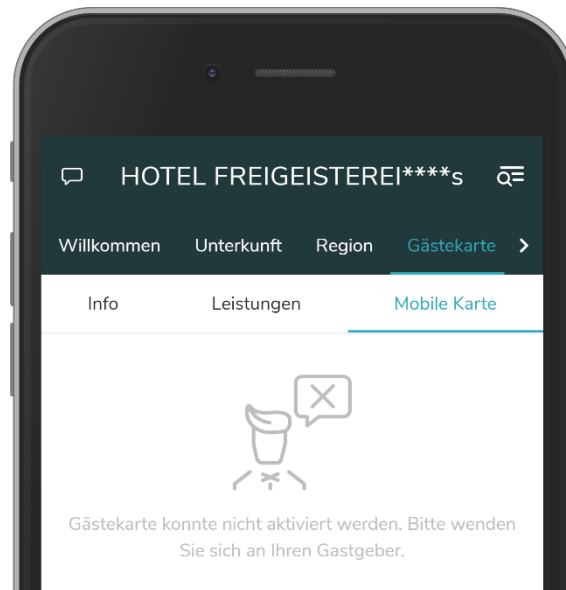 HOTEL FREIGEISTEREI****s
Willkommen Unterkunft Region Gästekarte
Info Leistungen Mobile Karte
Gästekarte konnte nicht aktiviert werden. Bitte wenden
Sie sich an Ihren Gastgeber.